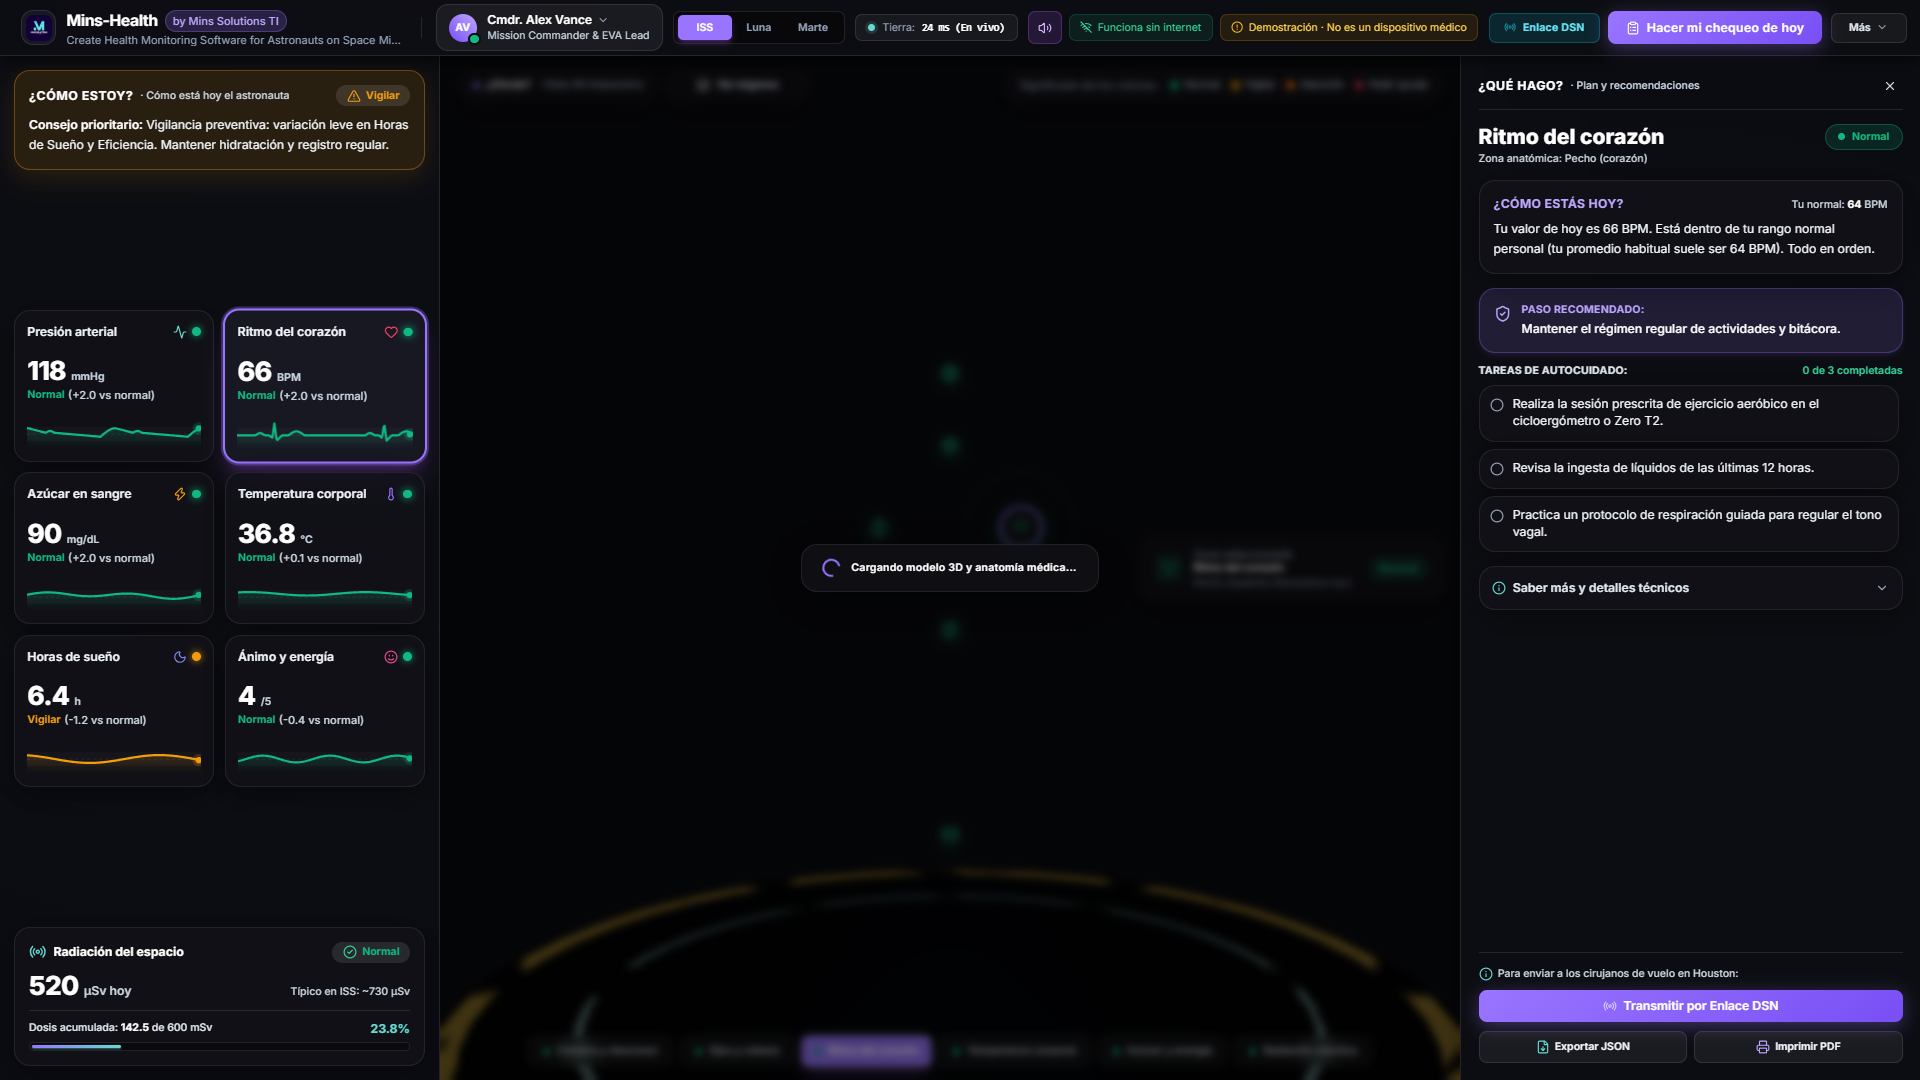 Mins-Health
by Mins Solutions TI
Create Health Monitoring Software for Astronauts on Space Mi...
AV
Cmdr. Alex Vance
Mission Commander & EVA Lead
ISS
Luna
Marte
Tierra: 24 ms (En vivo)
Funciona sin internet
Demostración · No es un dispositivo médico
Enlace DSN
Hacer mi chequeo de hoy
Más
¿CÓMO ESTOY? · Cómo está hoy el astronauta
Vigilar
Consejo prioritario: Vigilancia preventiva: variación leve en Horas
de Sueño y Eficiencia. Mantener hidratación y registro regular.
Presión arterial
118 mmHg
Normal (+2.0 vs normal)
Ritmo del corazón
66 BPM
Normal (+2.0 vs normal)
Azúcar en sangre
90 mg/dL
Normal (+2.0 vs normal)
Temperatura corporal
36.8 °C
Normal (+0.1 vs normal)
Horas de sueño
6.4 h
Vigilar (-1.2 vs normal)
Ánimo y energía
4 /5
Normal (-0.4 vs normal)
Radiación del espacio
Normal
520 µSv hoy
Típico en ISS: ~730 µSv
Dosis acumulada: 142.5 de 600 mSv
23.8%
Cargando modelo 3D y anatomía médica...
¿QUÉ HAGO? · Plan y recomendaciones
Ritmo del corazón
Normal
Zona anatómica: Pecho (corazón)
¿CÓMO ESTÁS HOY?
Tu normal: 64 BPM
Tu valor de hoy es 66 BPM. Está dentro de tu rango normal
personal (tu promedio habitual suele ser 64 BPM). Todo en orden.
PASO RECOMENDADO:
Mantener el régimen regular de actividades y bitácora.
TAREAS DE AUTOCUIDADO:
0 de 3 completadas
Realiza la sesión prescrita de ejercicio aeróbico en el
cicloergómetro o Zero T2.
Revisa la ingesta de líquidos de las últimas 12 horas.
Practica un protocolo de respiración guiada para regular el tono
vagal.
Saber más y detalles técnicos
Para enviar a los cirujanos de vuelo en Houston:
Transmitir por Enlace DSN
Exportar JSON
Imprimir PDF